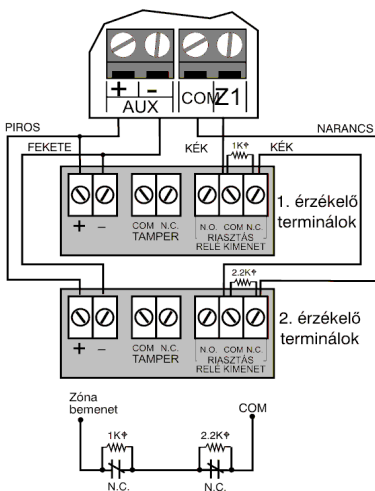 + - COM Z1
AUX
PIROS
NARANCS
FEKETE
KÉK
1K
KÉK
+ − COM N.C. N.O. COM N.C.
TAMPER RIASZTÁS
RELÉ KIMENET
1. érzékelő
terminálok
2.2K
+ − COM N.C. N.O. COM N.C.
TAMPER RIASZTÁS
RELÉ KIMENET
2. érzékelő
terminálok
Zóna
bemenet
COM
1K
2.2K
N.C.
N.C.